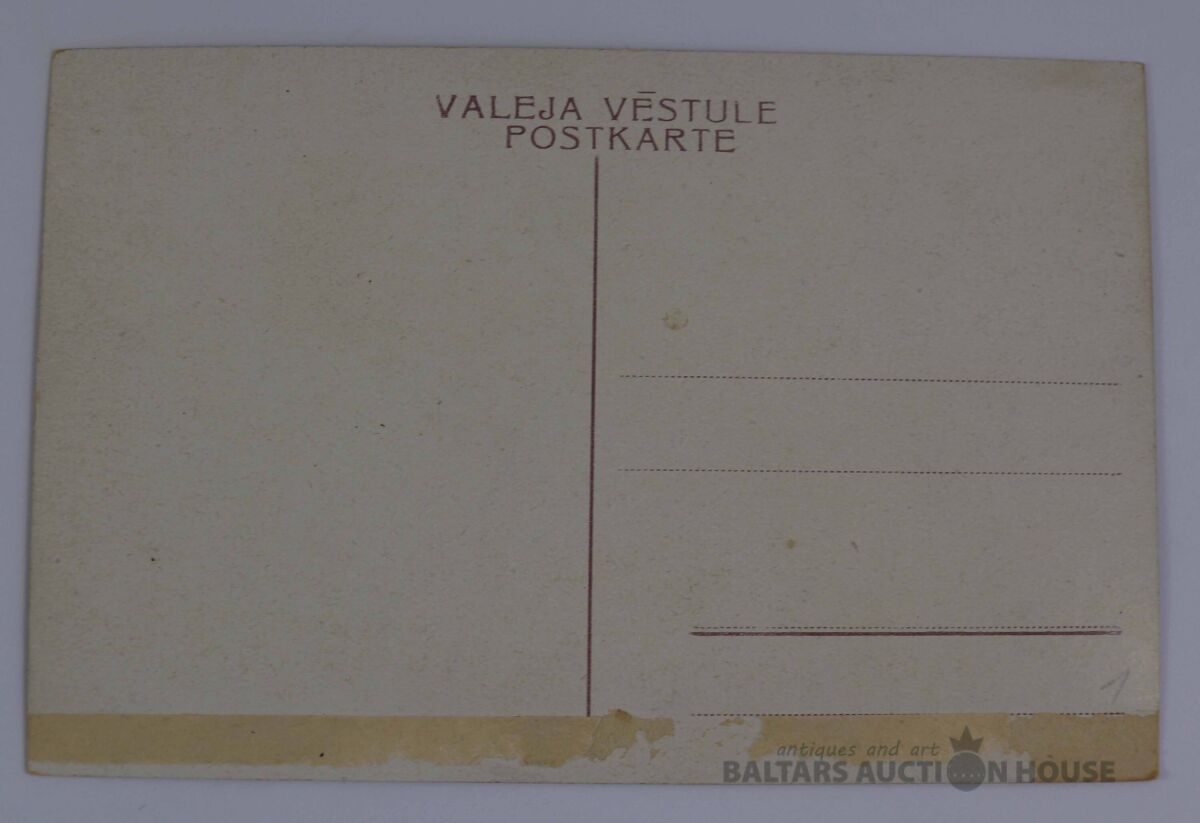 VALEJA VĒSTULE
POSTKARTE
1
antiques and art
BALTARS AUCTION HOUSE